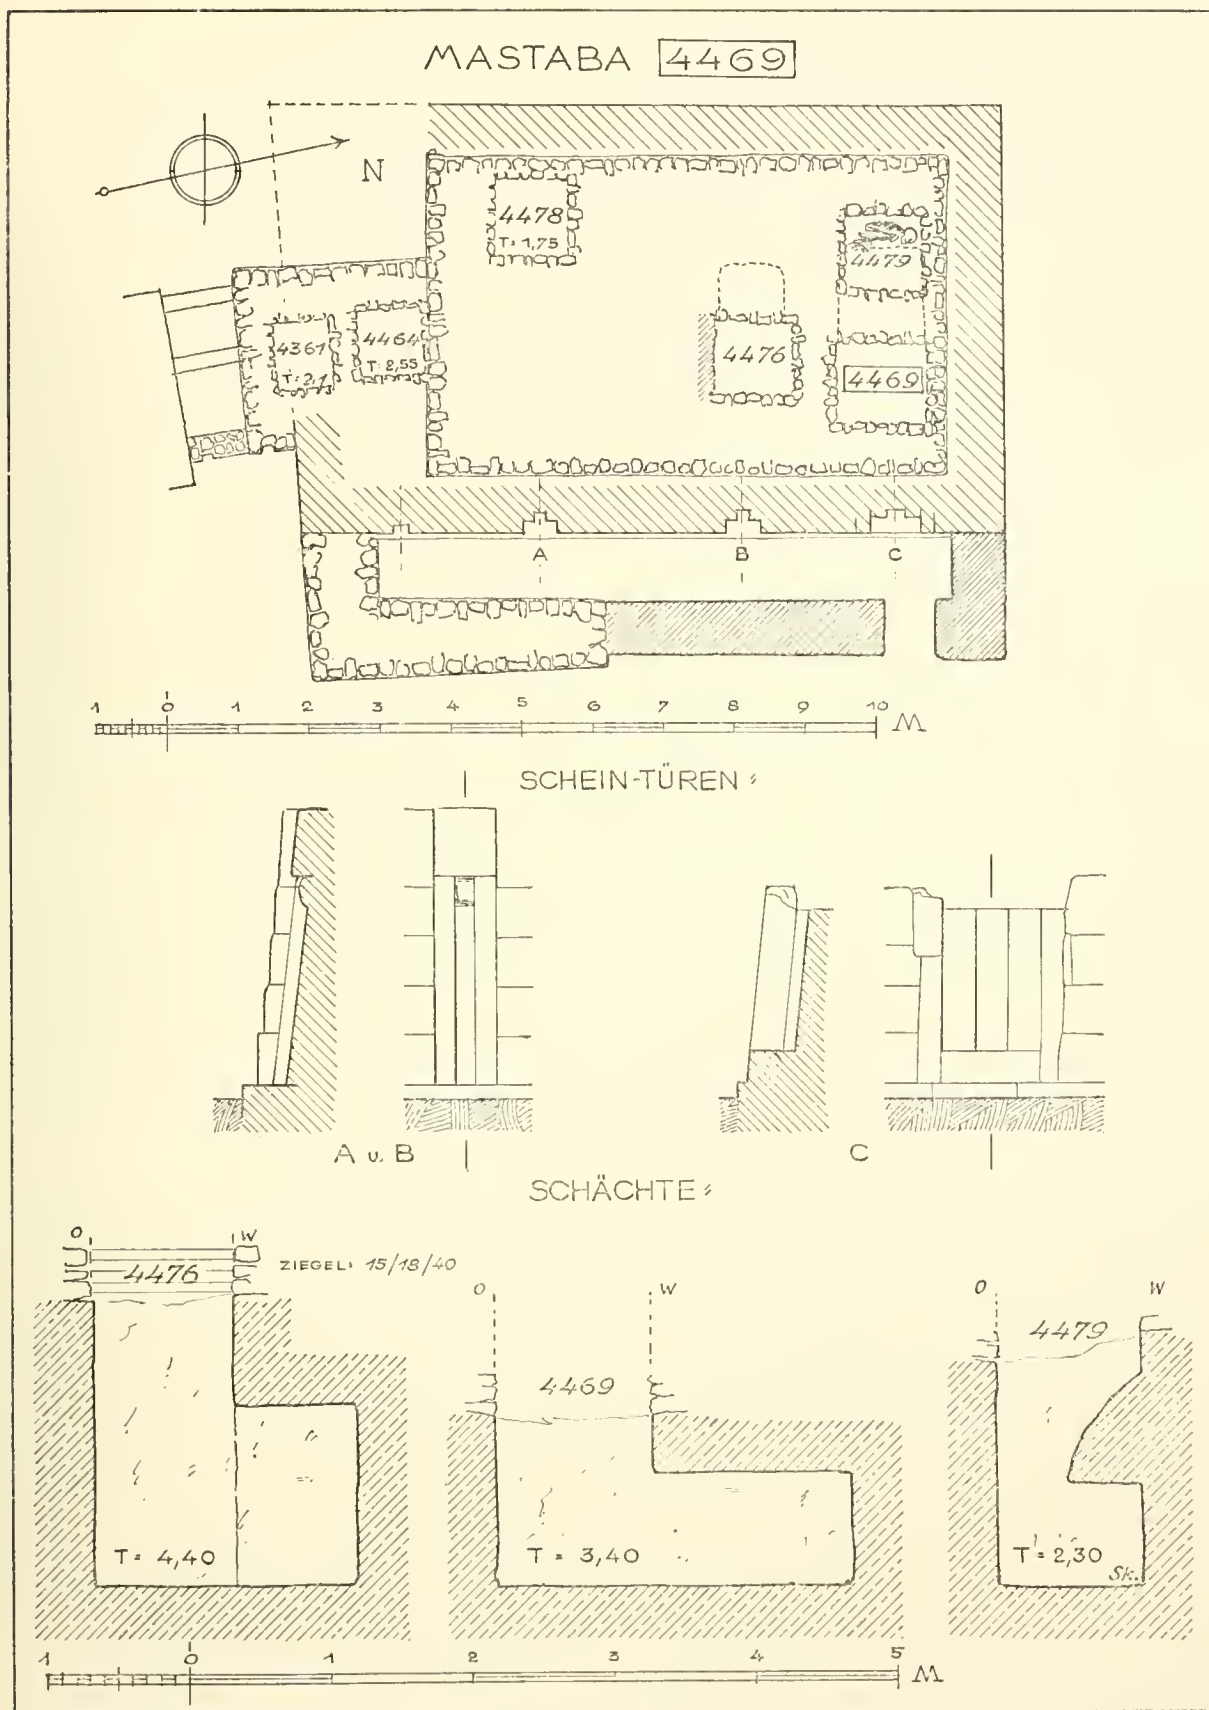 MASTABA 4469
N
4478
T = 1,75
4479
4361
T = 2,1
4464
T = 2,55
4476
4469
A B C
1 0 1 2 3 4 5 6 7 8 9 10 M
SCHEIN-TÜREN
A u. B
C
SCHÄCHTE
O W
4476
ZIEGEL: 15/18/40
T = 4,40
O W
4469
T = 3,40
O W
4479
T = 2,30
Sk.
1 0 1 2 3 4 5 M